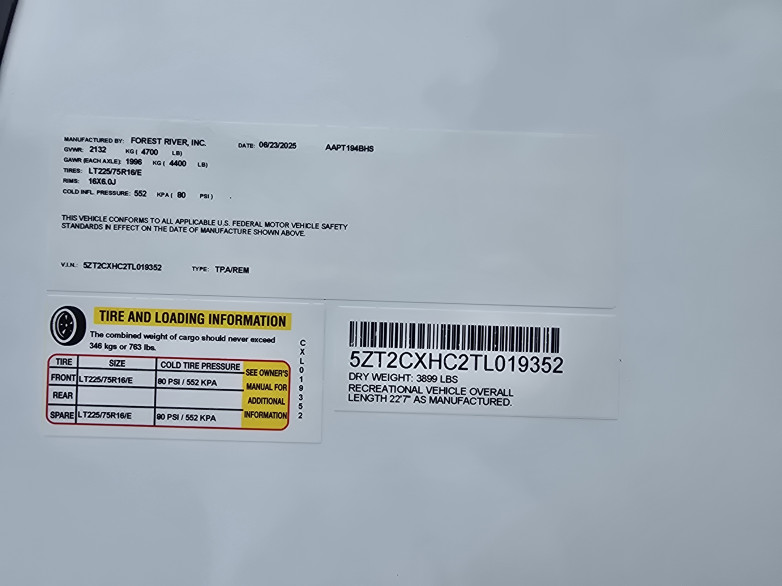 MANUFACTURED BY: FOREST RIVER, INC. DATE: 06/23/2025 AAPT194BHS
GVWR: 2132 KG ( 4700 LB)
GAWR (EACH AXLE): 1996 KG ( 4400 LB)
TIRES: LT225/75R16/E
RIMS: 16X6.0J
COLD INFL. PRESSURE: 552 KPA ( 80 PSI )
THIS VEHICLE CONFORMS TO ALL APPLICABLE U.S. FEDERAL MOTOR VEHICLE SAFETY
STANDARDS IN EFFECT ON THE DATE OF MANUFACTURE SHOWN ABOVE.
V.I.N.: 5ZT2CXHC2TL019352 TYPE: TPA/REM
TIRE AND LOADING INFORMATION
The combined weight of cargo should never exceed
346 kgs or 763 lbs.
TIRE SIZE COLD TIRE PRESSURE SEE OWNER'S
FRONT LT225/75R16/E 80 PSI / 552 KPA MANUAL FOR
REAR ADDITIONAL
SPARE LT225/75R16/E 80 PSI / 552 KPA INFORMATION
CXL019352
5ZT2CXHC2TL019352
DRY WEIGHT: 3899 LBS
RECREATIONAL VEHICLE OVERALL
LENGTH 22'7" AS MANUFACTURED.